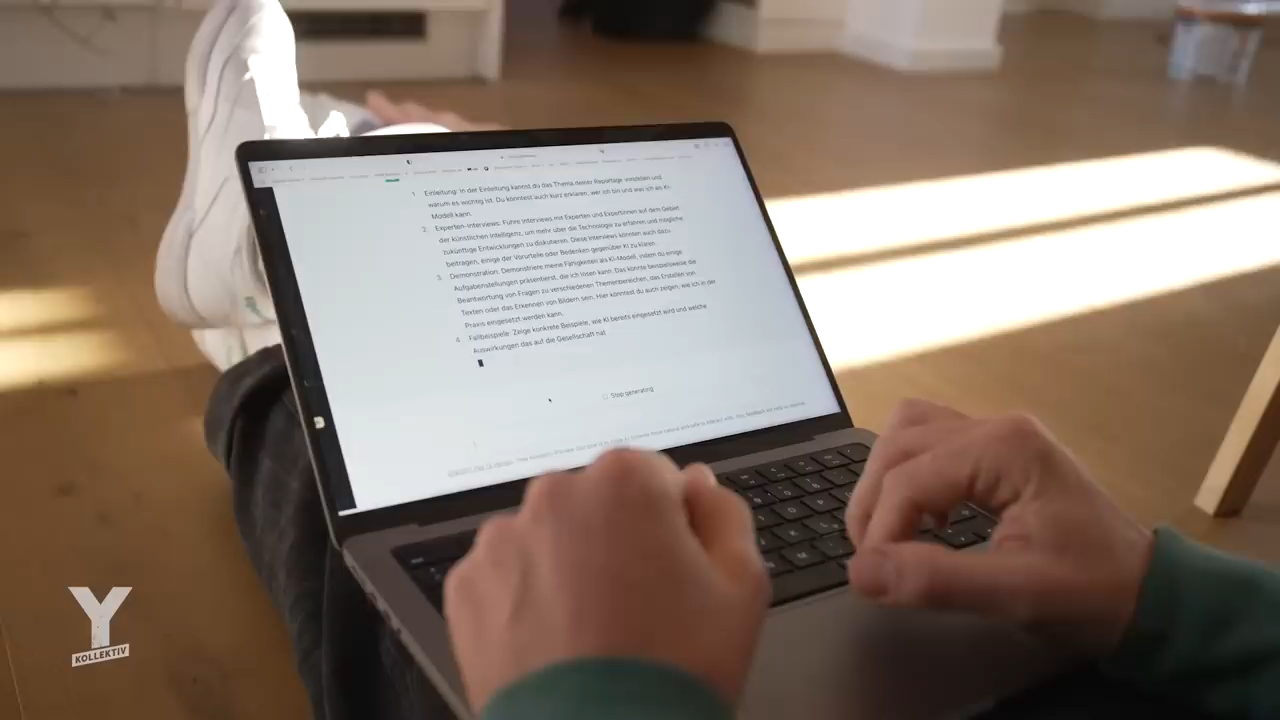 1. Einleitung: In der Einleitung kannst du das Thema deiner Reportage vorstellen und
warum es wichtig ist. Du könntest auch kurz erklären, wer ich bin und was ich als KI-
Modell kann.
2. Experten-Interviews: Führe Interviews mit Experten und Expertinnen auf dem Gebiet
der künstlichen Intelligenz, um mehr über die Technologie zu erfahren und mögliche
zukünftige Entwicklungen zu diskutieren. Diese Interviews könnten auch dazu
beitragen, einige der Vorurteile oder Bedenken gegenüber KI zu klären.
3. Demonstration: Demonstriere meine Fähigkeiten als KI-Modell, indem du einige
Aufgabenstellungen präsentierst, die ich lösen kann. Das könnte beispielsweise die
Beantwortung von Fragen zu verschiedenen Themenbereichen, das Erstellen von
Texten oder das Erkennen von Bildern sein. Hier könntest du auch zeigen, wie ich in der
Praxis eingesetzt werden kann.
4. Fallbeispiele: Zeige konkrete Beispiele, wie KI bereits eingesetzt wird und welche
Auswirkungen das auf die Gesellschaft hat
Stop generating
Y
KOLLEKTIV